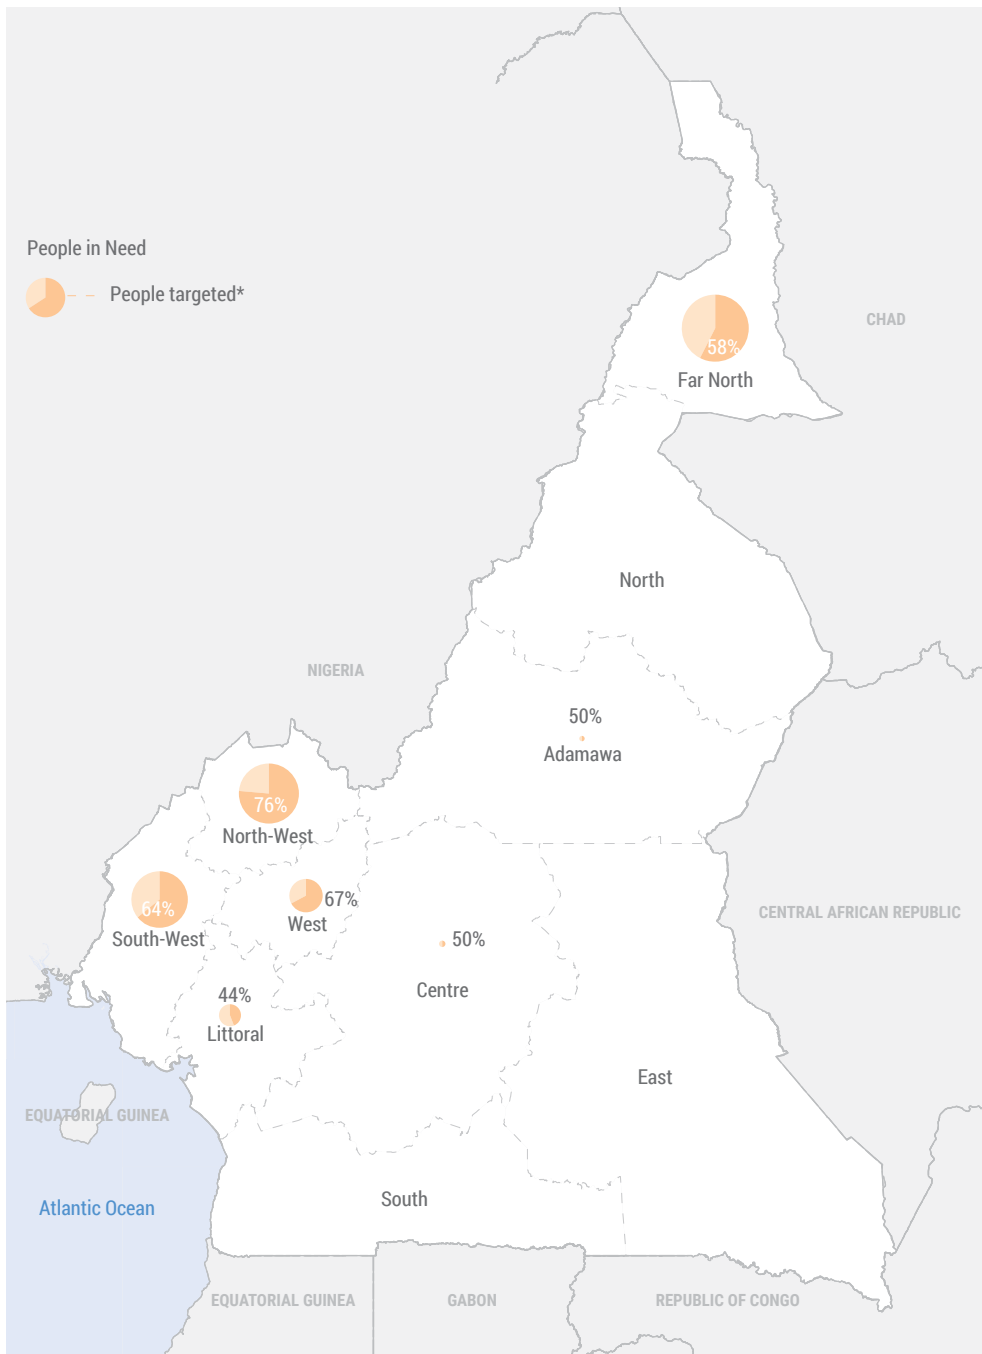 People in Need
People targeted*
CHAD
58%
Far North
North
NIGERIA
50%
Adamawa
76%
North-West
67%
West
64%
South-West
CENTRAL AFRICAN REPUBLIC
50%
Centre
44%
Littoral
East
EQUATORIAL GUINEA
South
Atlantic Ocean
EQUATORIAL GUINEA
GABON
REPUBLIC OF CONGO